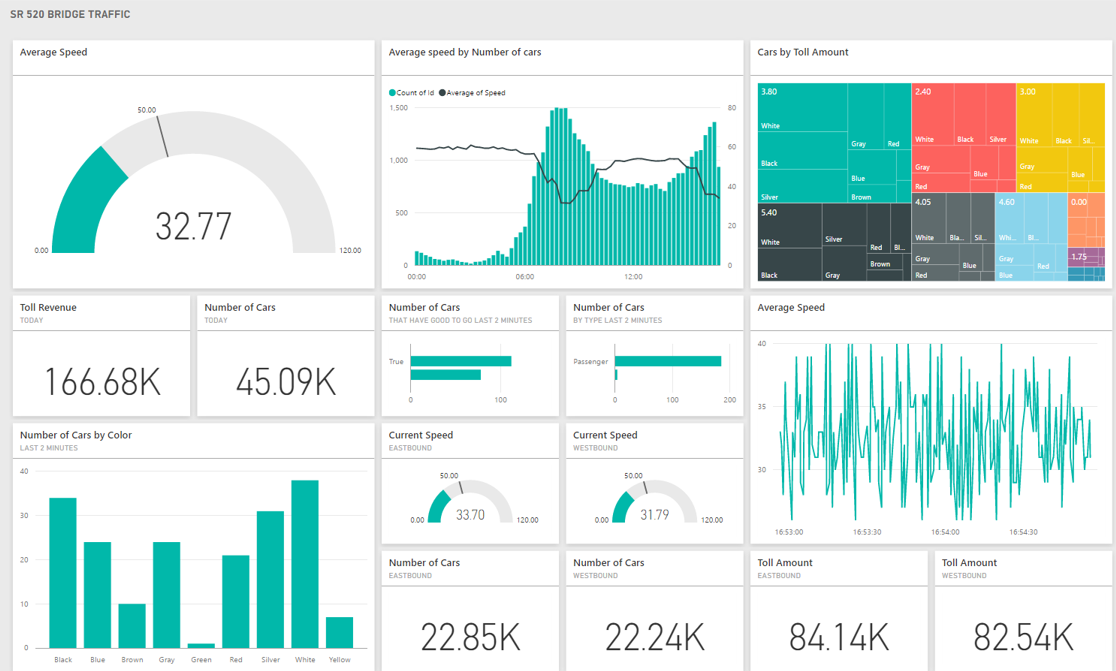 SR 520 BRIDGE TRAFFIC
Average Speed
50.00
0.00
32.77
120.00
Average speed by Number of cars
Count of Id Average of Speed
1,500 80
60
1,000
40
500
20
0 0
00:00 06:00 12:00
Cars by Toll Amount
3.80
White
Black
Silver
Gray
Red
Blue
Brown
2.40
White
Black
Silver
Gray
Blue
Red
3.00
White
Black
Sil...
Gray
Blue
Red
5.40
White
Black
Silver
Gray
Red
Bl...
Brown
4.05
White
Bla...
Sil...
Gray
Blue
Red
4.60
Whi...
Bl...
Gray
Red
Blue
0.00
1.75
Toll Revenue
TODAY
166.68K
Number of Cars
TODAY
45.09K
Number of Cars
THAT HAVE GOOD TO GO LAST 2 MINUTES
True
0 100
Number of Cars
BY TYPE LAST 2 MINUTES
Passenger
0 100 200
Average Speed
40
35
30
16:53:00 16:53:30 16:54:00 16:54:30
Number of Cars by Color
LAST 2 MINUTES
40
30
20
10
0
Black Blue Brown Gray Green Red Silver White Yellow
Current Speed
EASTBOUND
50.00
0.00
33.70
120.00
Current Speed
WESTBOUND
50.00
0.00
31.79
120.00
Number of Cars
EASTBOUND
22.85K
Number of Cars
WESTBOUND
22.24K
Toll Amount
EASTBOUND
84.14K
Toll Amount
WESTBOUND
82.54K